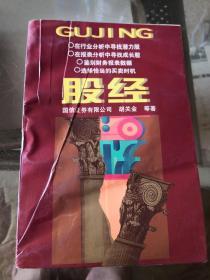 GUJING
○在行业分析中寻找潜力股
○在报表分析中寻找成长股
○鉴别财务报表数据
○选择恰当的买卖时机
股经
国信证券有限公司 胡关金 等著